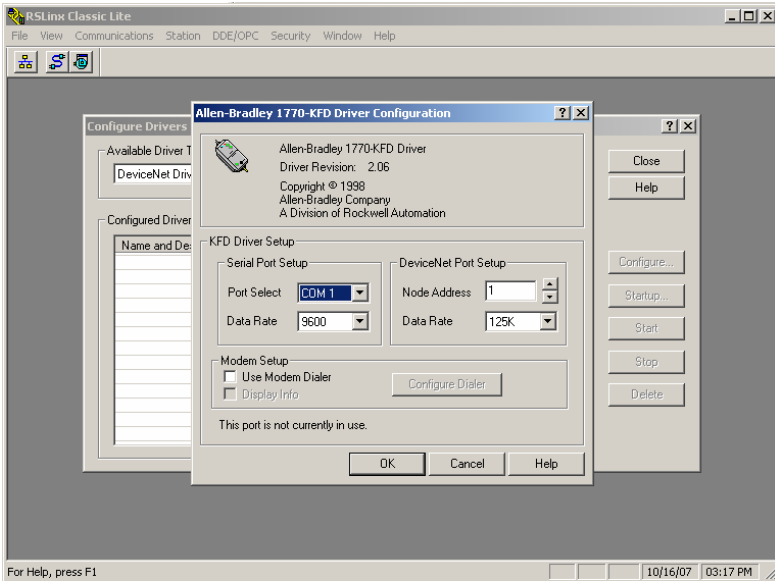 RSLinx Classic Lite
File View Communications Station DDE/OPC Security Window Help
Configure Drivers
Available Driver T
DeviceNet Driv
Configured Driver
Name and De
Close
Help
Configure...
Startup...
Start
Stop
Delete
Allen-Bradley 1770-KFD Driver Configuration
Allen-Bradley 1770-KFD Driver
Driver Revision: 2.06
Copyright © 1998
Allen-Bradley Company
A Division of Rockwell Automation
KFD Driver Setup
Serial Port Setup
Port Select COM 1
Data Rate 9600
DeviceNet Port Setup
Node Address 1
Data Rate 125K
Modem Setup
Use Modem Dialer
Display Info
Configure Dialer
This port is not currently in use.
OK Cancel Help
For Help, press F1
10/16/07 03:17 PM